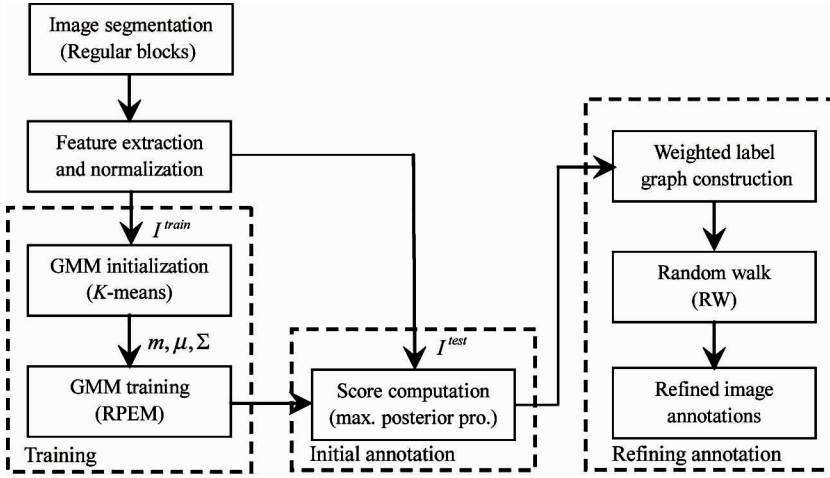 Image segmentation
(Regular blocks)
Feature extraction
and normalization
I^{train}
GMM initialization
(K-means)
m, μ, Σ
GMM training
(RPEM)
Training
I^{test}
Score computation
(max. posterior pro.)
Initial annotation
Weighted label
graph construction
Random walk
(RW)
Refined image
annotations
Refining annotation